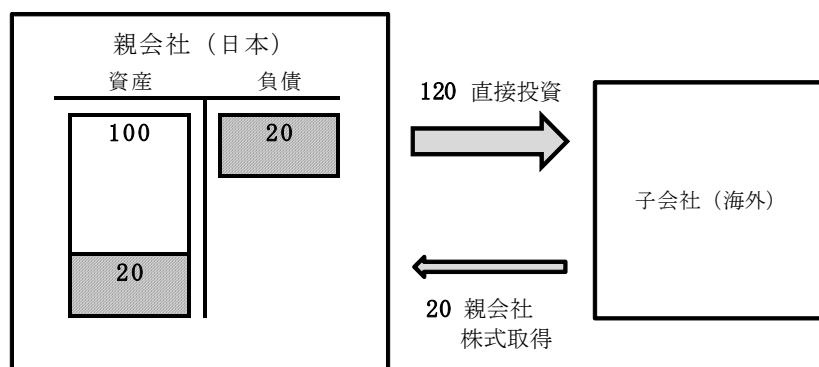 親会社（日本）
資産 負債
100 20
20
120 直接投資
20 親会社
株式取得
子会社（海外）